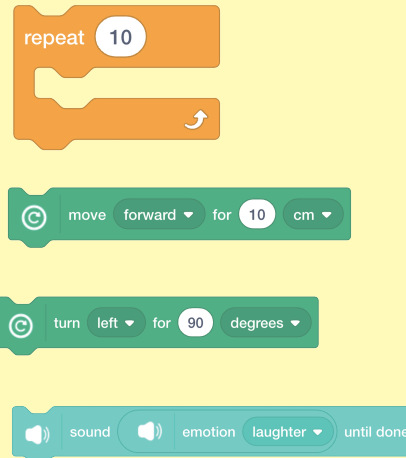 repeat 10
move forward for 10 cm
turn left for 90 degrees
sound emotion laughter until done